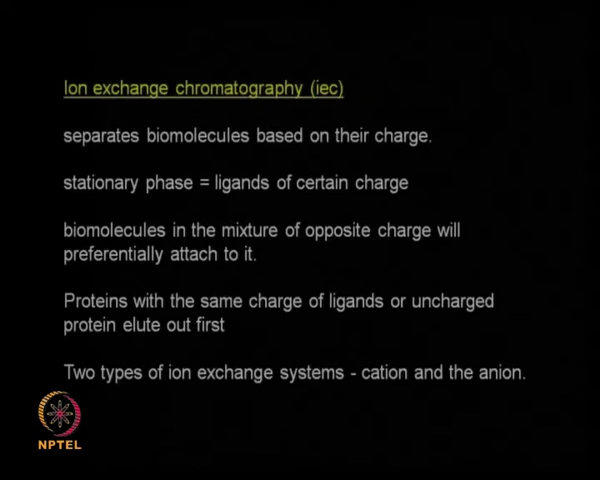 Ion exchange chromatography (iec)
separates biomolecules based on their charge.
stationary phase = ligands of certain charge
biomolecules in the mixture of opposite charge will
preferentially attach to it.
Proteins with the same charge of ligands or uncharged
protein elute out first
Two types of ion exchange systems - cation and the anion.
NPTEL